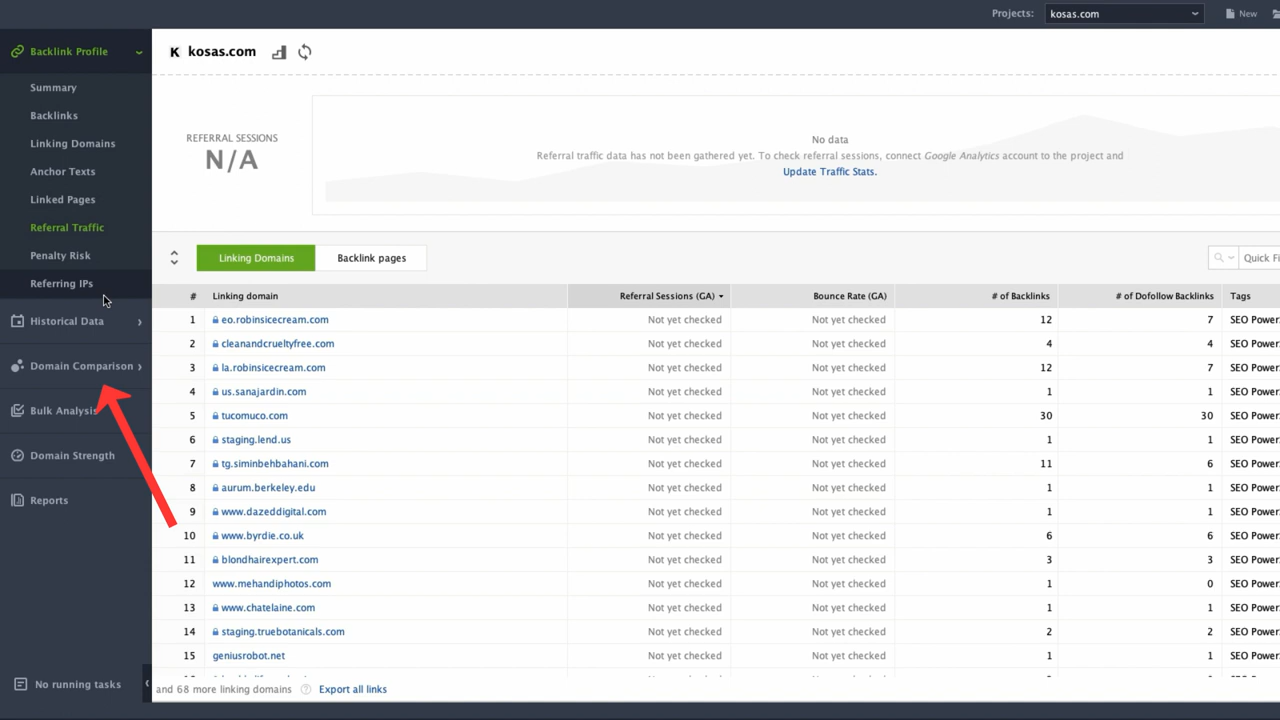 Projects: kosas.com New
Backlink Profile
Summary
Backlinks
Linking Domains
Anchor Texts
Linked Pages
Referral Traffic
Penalty Risk
Referring IPs
Historical Data
Domain Comparison
Bulk Analysis
Domain Strength
Reports
No running tasks
K kosas.com
REFERRAL SESSIONS
N/A
No data
Referral traffic data has not been gathered yet. To check referral sessions, connect Google Analytics account to the project and
Update Traffic Stats.
Linking Domains Backlink pages Quick Fi
# Linking domain Referral Sessions (GA) Bounce Rate (GA) # of Backlinks # of Dofollow Backlinks Tags
1 eo.robinsicecream.com Not yet checked Not yet checked 12 7 SEO Power
2 cleanandcrueltyfree.com Not yet checked Not yet checked 4 4 SEO Power
3 la.robinsicecream.com Not yet checked Not yet checked 12 7 SEO Power
4 us.sanajardin.com Not yet checked Not yet checked 1 1 SEO Power
5 tucomuco.com Not yet checked Not yet checked 30 30 SEO Power
6 staging.lend.us Not yet checked Not yet checked 1 1 SEO Power
7 tg.siminbehbahani.com Not yet checked Not yet checked 11 6 SEO Power
8 aurum.berkeley.edu Not yet checked Not yet checked 1 1 SEO Power
9 www.dazeddigital.com Not yet checked Not yet checked 1 1 SEO Power
10 www.byrdie.co.uk Not yet checked Not yet checked 6 6 SEO Power
11 blondhairexpert.com Not yet checked Not yet checked 3 3 SEO Power
12 www.mehandiphotos.com Not yet checked Not yet checked 1 0 SEO Power
13 www.chatelaine.com Not yet checked Not yet checked 1 1 SEO Power
14 staging.truebotanicals.com Not yet checked Not yet checked 2 2 SEO Power
15 geniusrobot.net Not yet checked Not yet checked 1 1 SEO Power
and 68 more linking domains Export all links